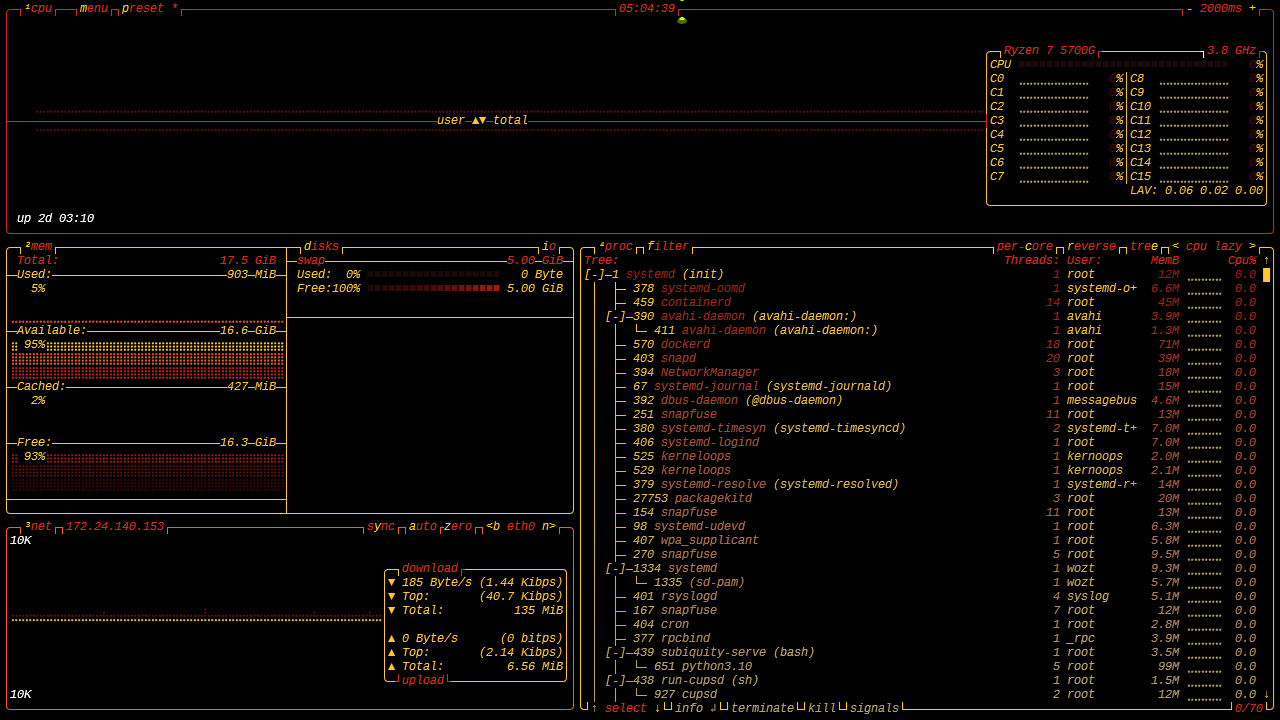 ¹cpu menu preset * 05:04:39 - 2000ms +
Ryzen 7 5700G 3.8 GHz
CPU %
C0 % C8 %
C1 % C9 %
C2 % C10 %
C3 % C11 %
C4 % C12 %
C5 % C13 %
C6 % C14 %
C7 % C15 %
LAV: 0.06 0.02 0.00
user ▲▼ total
up 2d 03:10
²mem
Total: 17.5 GiB
Used: 903 MiB
5%
Available: 16.6 GiB
95%
Cached: 427 MiB
2%
Free: 16.3 GiB
93%
disks io
swap 5.00 GiB
Used: 0% 0 Byte
Free:100% 5.00 GiB
³net 172.24.140.153 sync auto zero <b eth0 n>
10K
download
▼ 185 Byte/s (1.44 Kibps)
▼ Top: (40.7 Kibps)
▼ Total: 135 MiB
▲ 0 Byte/s (0 bitps)
▲ Top: (2.14 Kibps)
▲ Total: 6.56 MiB
upload
10K
⁴proc filter per-core reverse tree < cpu lazy >
Tree: Threads: User: MemB Cpu% ↑
[-]─1 systemd (init) 1 root 12M 0.0
├─ 378 systemd-oomd 1 systemd-o+ 6.6M 0.0
├─ 459 containerd 14 root 45M 0.0
[-]─390 avahi-daemon (avahi-daemon:) 1 avahi 3.9M 0.0
└─ 411 avahi-daemon (avahi-daemon:) 1 avahi 1.3M 0.0
├─ 570 dockerd 18 root 71M 0.0
├─ 403 snapd 20 root 39M 0.0
├─ 394 NetworkManager 3 root 18M 0.0
├─ 67 systemd-journal (systemd-journald) 1 root 15M 0.0
├─ 392 dbus-daemon (@dbus-daemon) 1 messagebus 4.6M 0.0
├─ 251 snapfuse 11 root 13M 0.0
├─ 380 systemd-timesyn (systemd-timesyncd) 2 systemd-t+ 7.0M 0.0
├─ 406 systemd-logind 1 root 7.0M 0.0
├─ 525 kerneloops 1 kernoops 2.0M 0.0
├─ 529 kerneloops 1 kernoops 2.1M 0.0
├─ 379 systemd-resolve (systemd-resolved) 1 systemd-r+ 14M 0.0
├─ 27753 packagekitd 3 root 20M 0.0
├─ 154 snapfuse 11 root 13M 0.0
├─ 98 systemd-udevd 1 root 6.3M 0.0
├─ 407 wpa_supplicant 1 root 5.8M 0.0
├─ 270 snapfuse 5 root 9.5M 0.0
[-]─1334 systemd 1 wozt 9.3M 0.0
└─ 1335 (sd-pam) 1 wozt 5.7M 0.0
├─ 401 rsyslogd 4 syslog 5.1M 0.0
├─ 167 snapfuse 7 root 12M 0.0
├─ 404 cron 1 root 2.8M 0.0
├─ 377 rpcbind 1 _rpc 3.9M 0.0
[-]─439 subiquity-serve (bash) 1 root 3.5M 0.0
└─ 651 python3.10 5 root 99M 0.0
[-]─438 run-cupsd (sh) 1 root 1.5M 0.0
└─ 927 cupsd 2 root 12M 0.0 ↓
↑ select ↓ info ↲ terminate kill signals 0/70